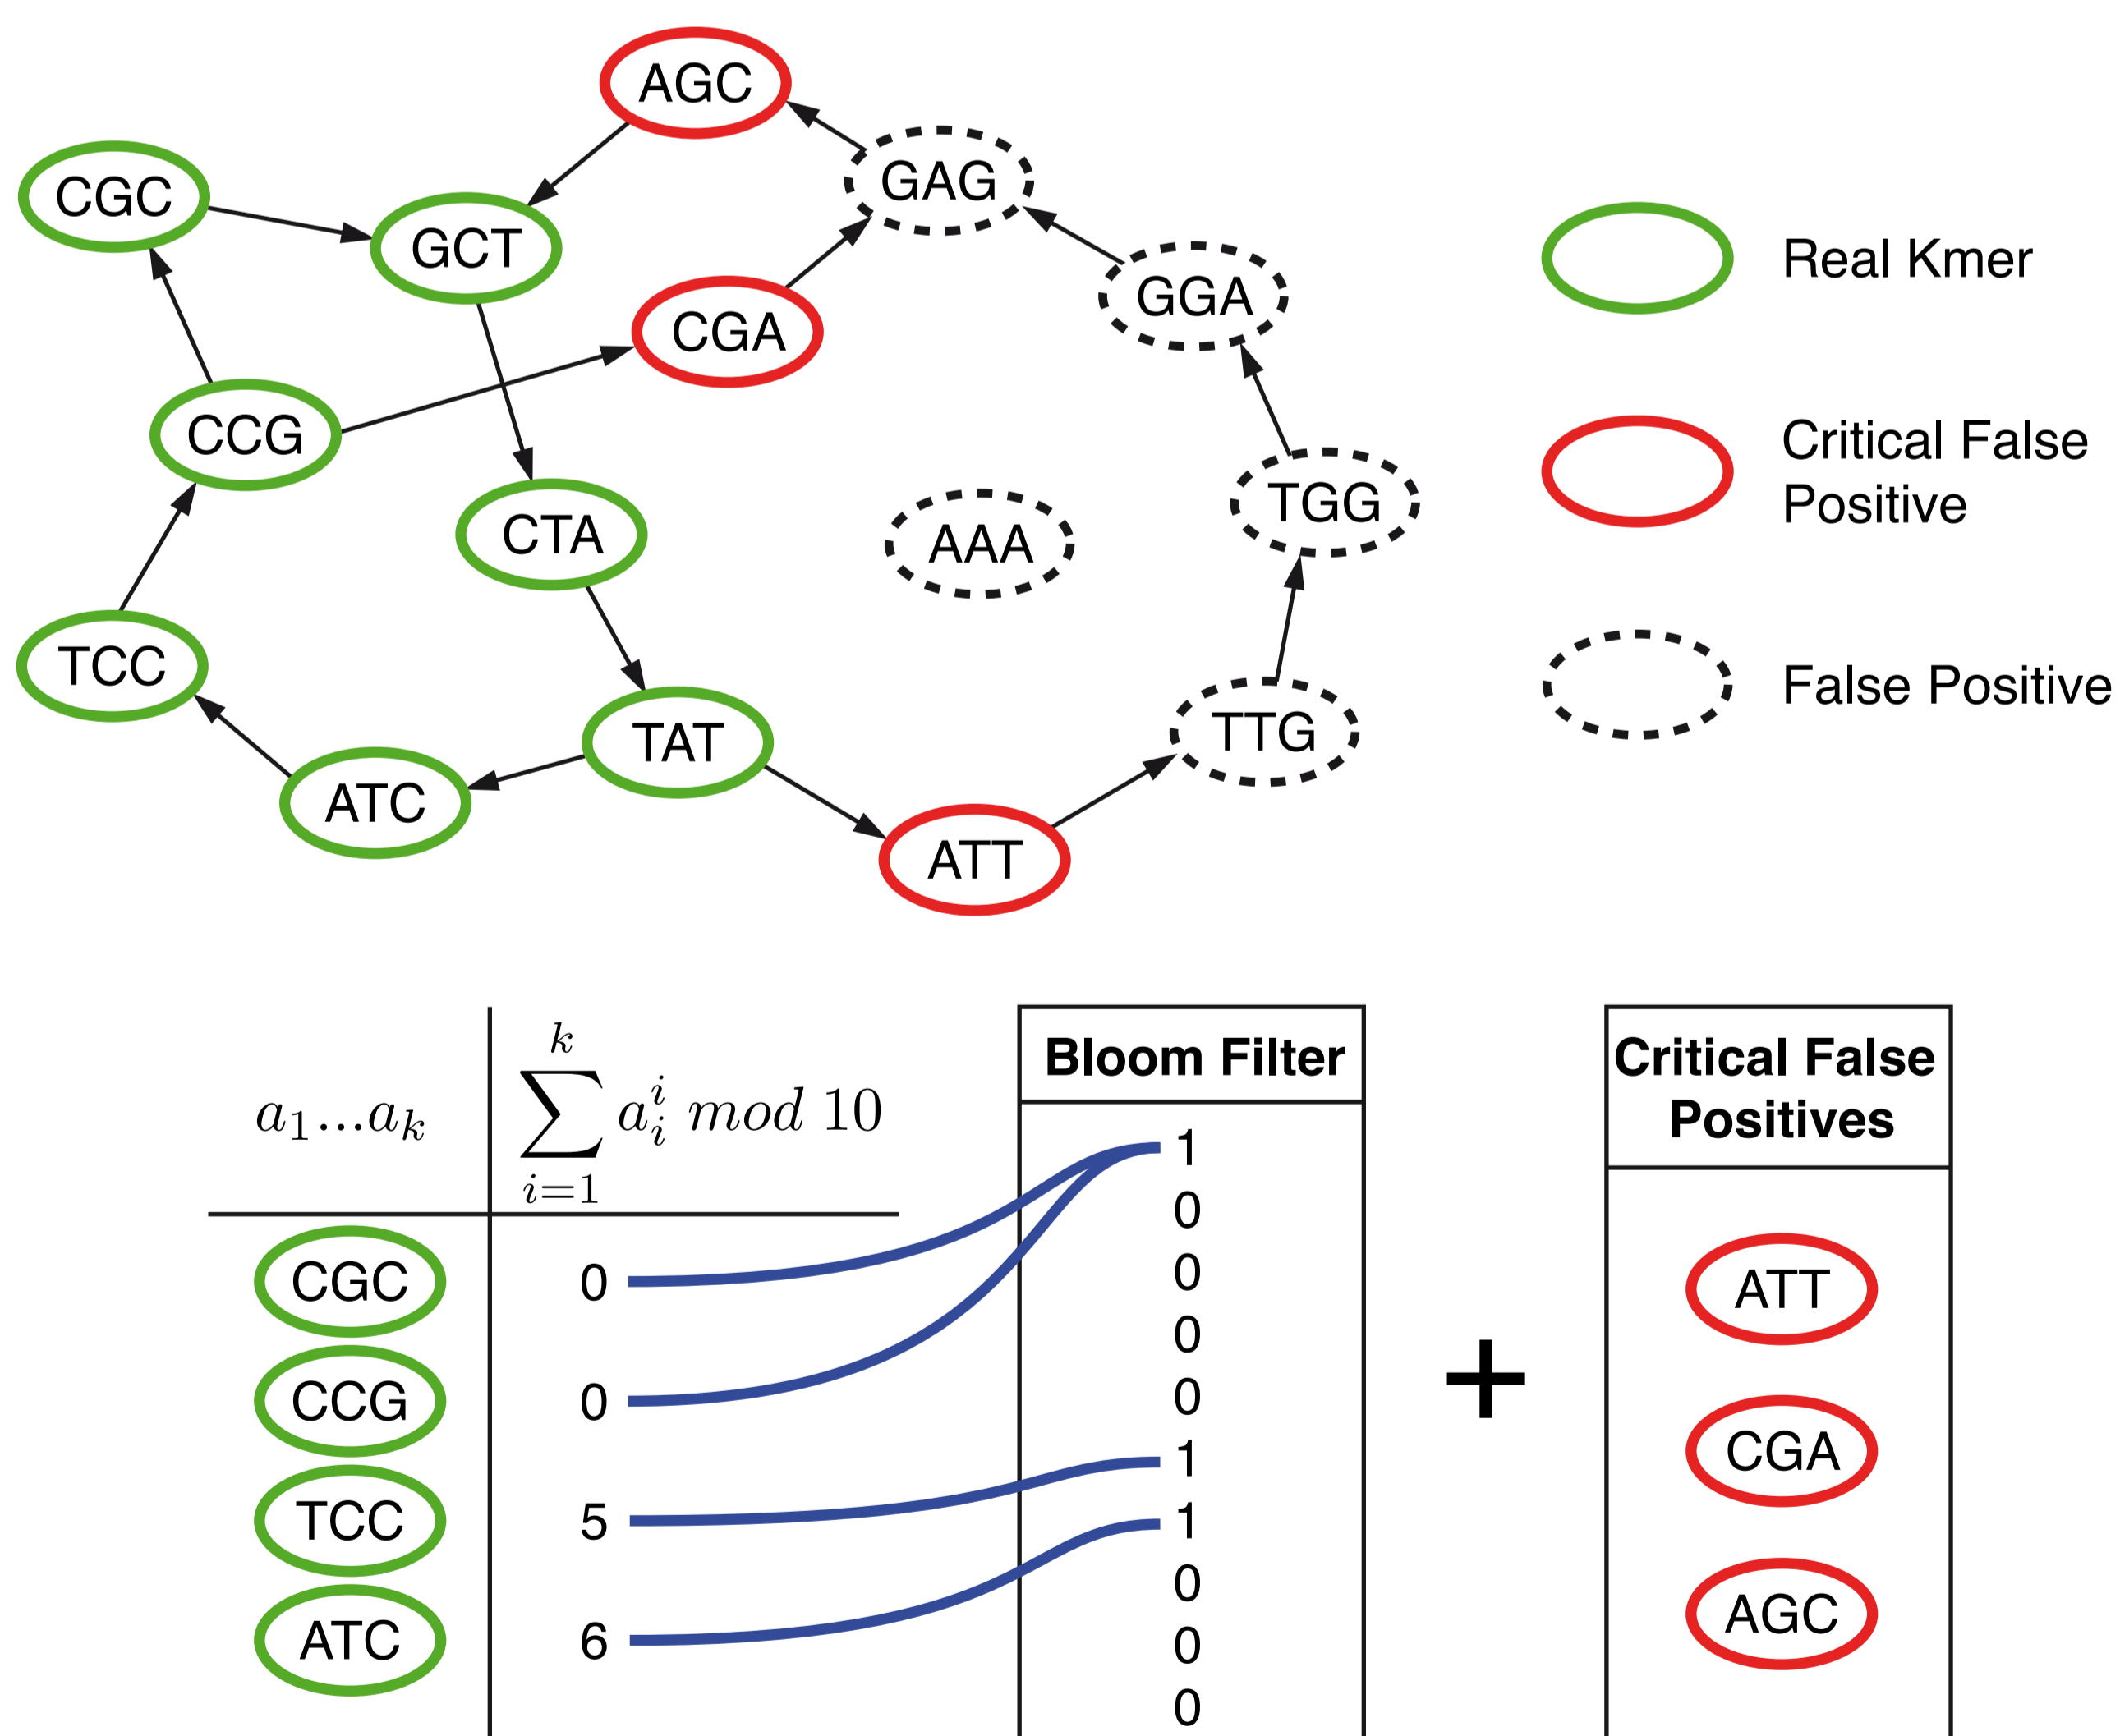 AGC
GAG
CGC
GCT
GGA
CGA
CCG
TGG
CTA
AAA
TCC
TTG
TAT
ATC
ATT
Real Kmer
Critical False
Positive
False Positive
a₁...aₖ
k
∑ aᵢⁱ mod 10
i=1
CGC 0
CCG 0
TCC 5
ATC 6
Bloom Filter
1
0
0
0
0
1
1
0
0
0
+
Critical False
Positives
ATT
CGA
AGC